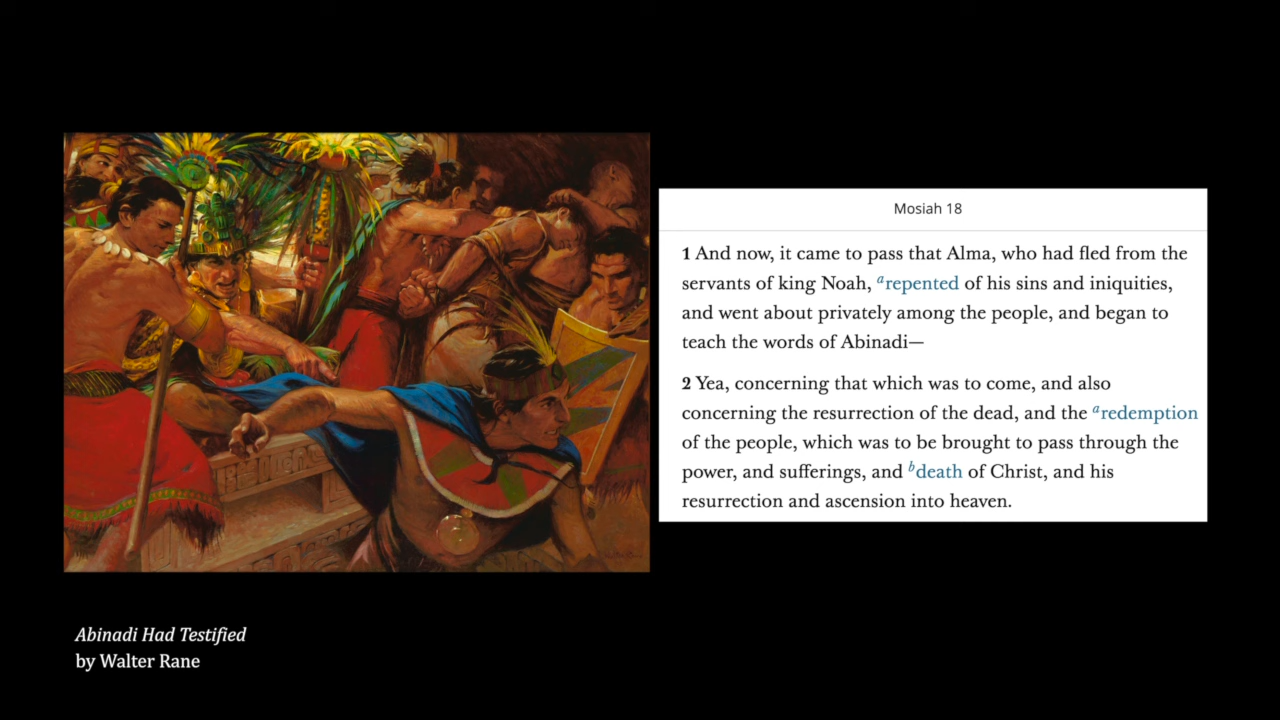 Mosiah 18
1 And now, it came to pass that Alma, who had fled from the
servants of king Noah, a repented of his sins and iniquities,
and went about privately among the people, and began to
teach the words of Abinadi—
2 Yea, concerning that which was to come, and also
concerning the resurrection of the dead, and the a redemption
of the people, which was to be brought to pass through the
power, and sufferings, and b death of Christ, and his
resurrection and ascension into heaven.
Abinadi Had Testified
by Walter Rane